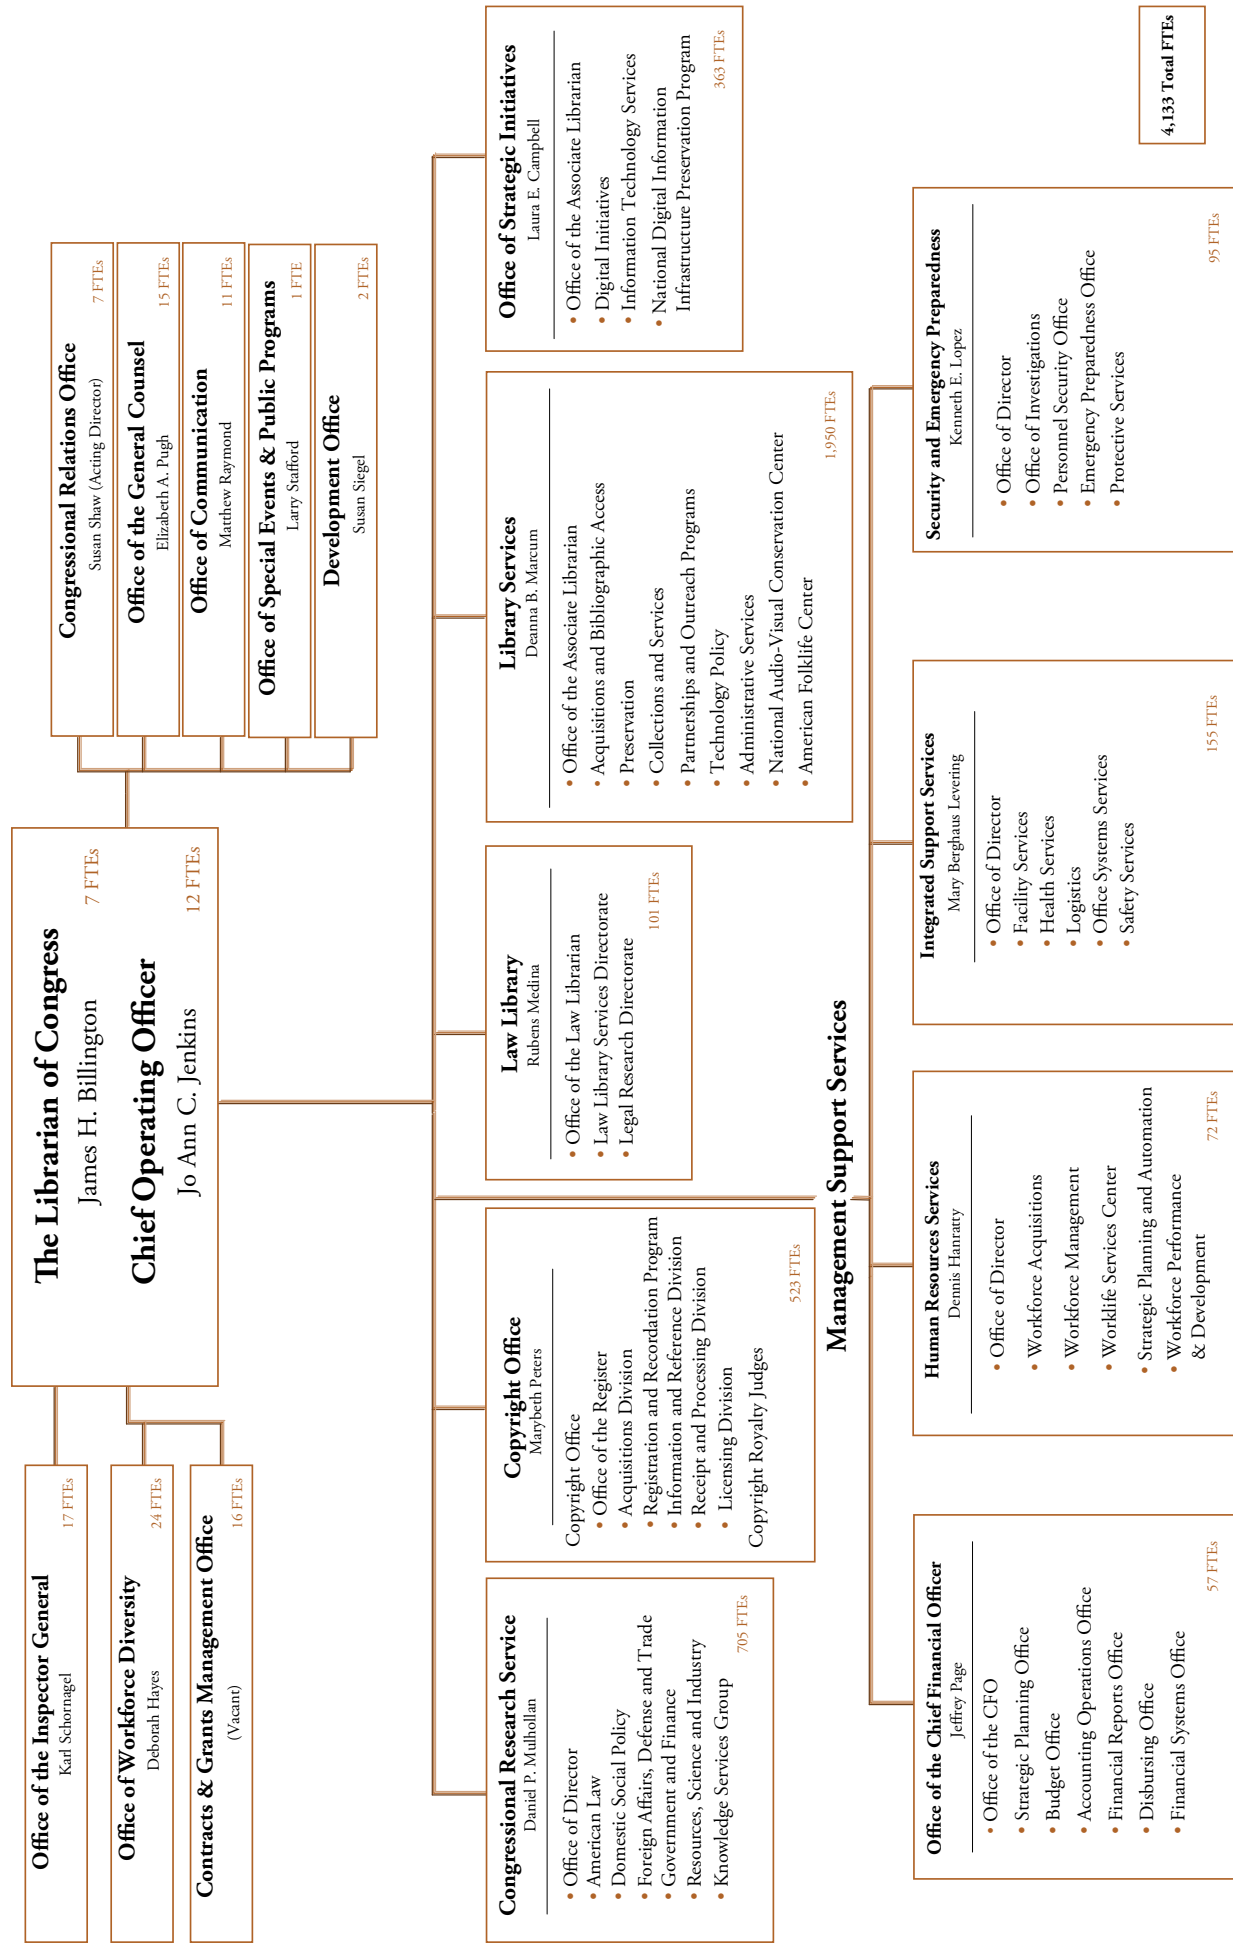 The Librarian of Congress
James H. Billington
7 FTEs
Chief Operating Officer
Jo Ann C. Jenkins
12 FTEs
Office of the Inspector General
Karl Schornagel
17 FTEs
Office of Workforce Diversity
Deborah Hayes
24 FTEs
Contracts & Grants Management Office
(Vacant)
16 FTEs
Congressional Relations Office
Susan Shaw (Acting Director)
7 FTEs
Office of the General Counsel
Elizabeth A. Pugh
15 FTEs
Office of Communication
Matthew Raymond
11 FTEs
Office of Special Events & Public Programs
Larry Stafford
1 FTE
Development Office
Susan Siegel
2 FTEs
Congressional Research Service
Daniel P. Mulhollan
• Office of Director
• American Law
• Domestic Social Policy
• Foreign Affairs, Defense and Trade
• Government and Finance
• Resources, Science and Industry
• Knowledge Services Group
705 FTEs
Copyright Office
Marybeth Peters
Copyright Office
• Office of the Register
• Acquisitions Division
• Registration and Recordation Program
• Information and Reference Division
• Receipt and Processing Division
• Licensing Division
Copyright Royalty Judges
523 FTEs
Law Library
Rubens Medina
• Office of the Law Librarian
• Law Library Services Directorate
• Legal Research Directorate
101 FTEs
Library Services
Deanna B. Marcum
• Office of the Associate Librarian
• Acquisitions and Bibliographic Access
• Preservation
• Collections and Services
• Partnerships and Outreach Programs
• Technology Policy
• Administrative Services
• National Audio-Visual Conservation Center
• American Folklife Center
1,950 FTEs
Office of Strategic Initiatives
Laura E. Campbell
• Office of the Associate Librarian
• Digital Initiatives
• Information Technology Services
• National Digital Information
Infrastructure Preservation Program
363 FTEs
Management Support Services
Office of the Chief Financial Officer
Jeffrey Page
• Office of the CFO
• Strategic Planning Office
• Budget Office
• Accounting Operations Office
• Financial Reports Office
• Disbursing Office
• Financial Systems Office
57 FTEs
Human Resources Services
Dennis Hanratty
• Office of Director
• Workforce Acquisitions
• Workforce Management
• Worklife Services Center
• Strategic Planning and Automation
• Workforce Performance
& Development
72 FTEs
Integrated Support Services
Mary Berghaus Levering
• Office of Director
• Facility Services
• Health Services
• Logistics
• Office Systems Services
• Safety Services
155 FTEs
Security and Emergency Preparedness
Kenneth E. Lopez
• Office of Director
• Office of Investigations
• Personnel Security Office
• Emergency Preparedness Office
• Protective Services
95 FTEs
4,133 Total FTEs